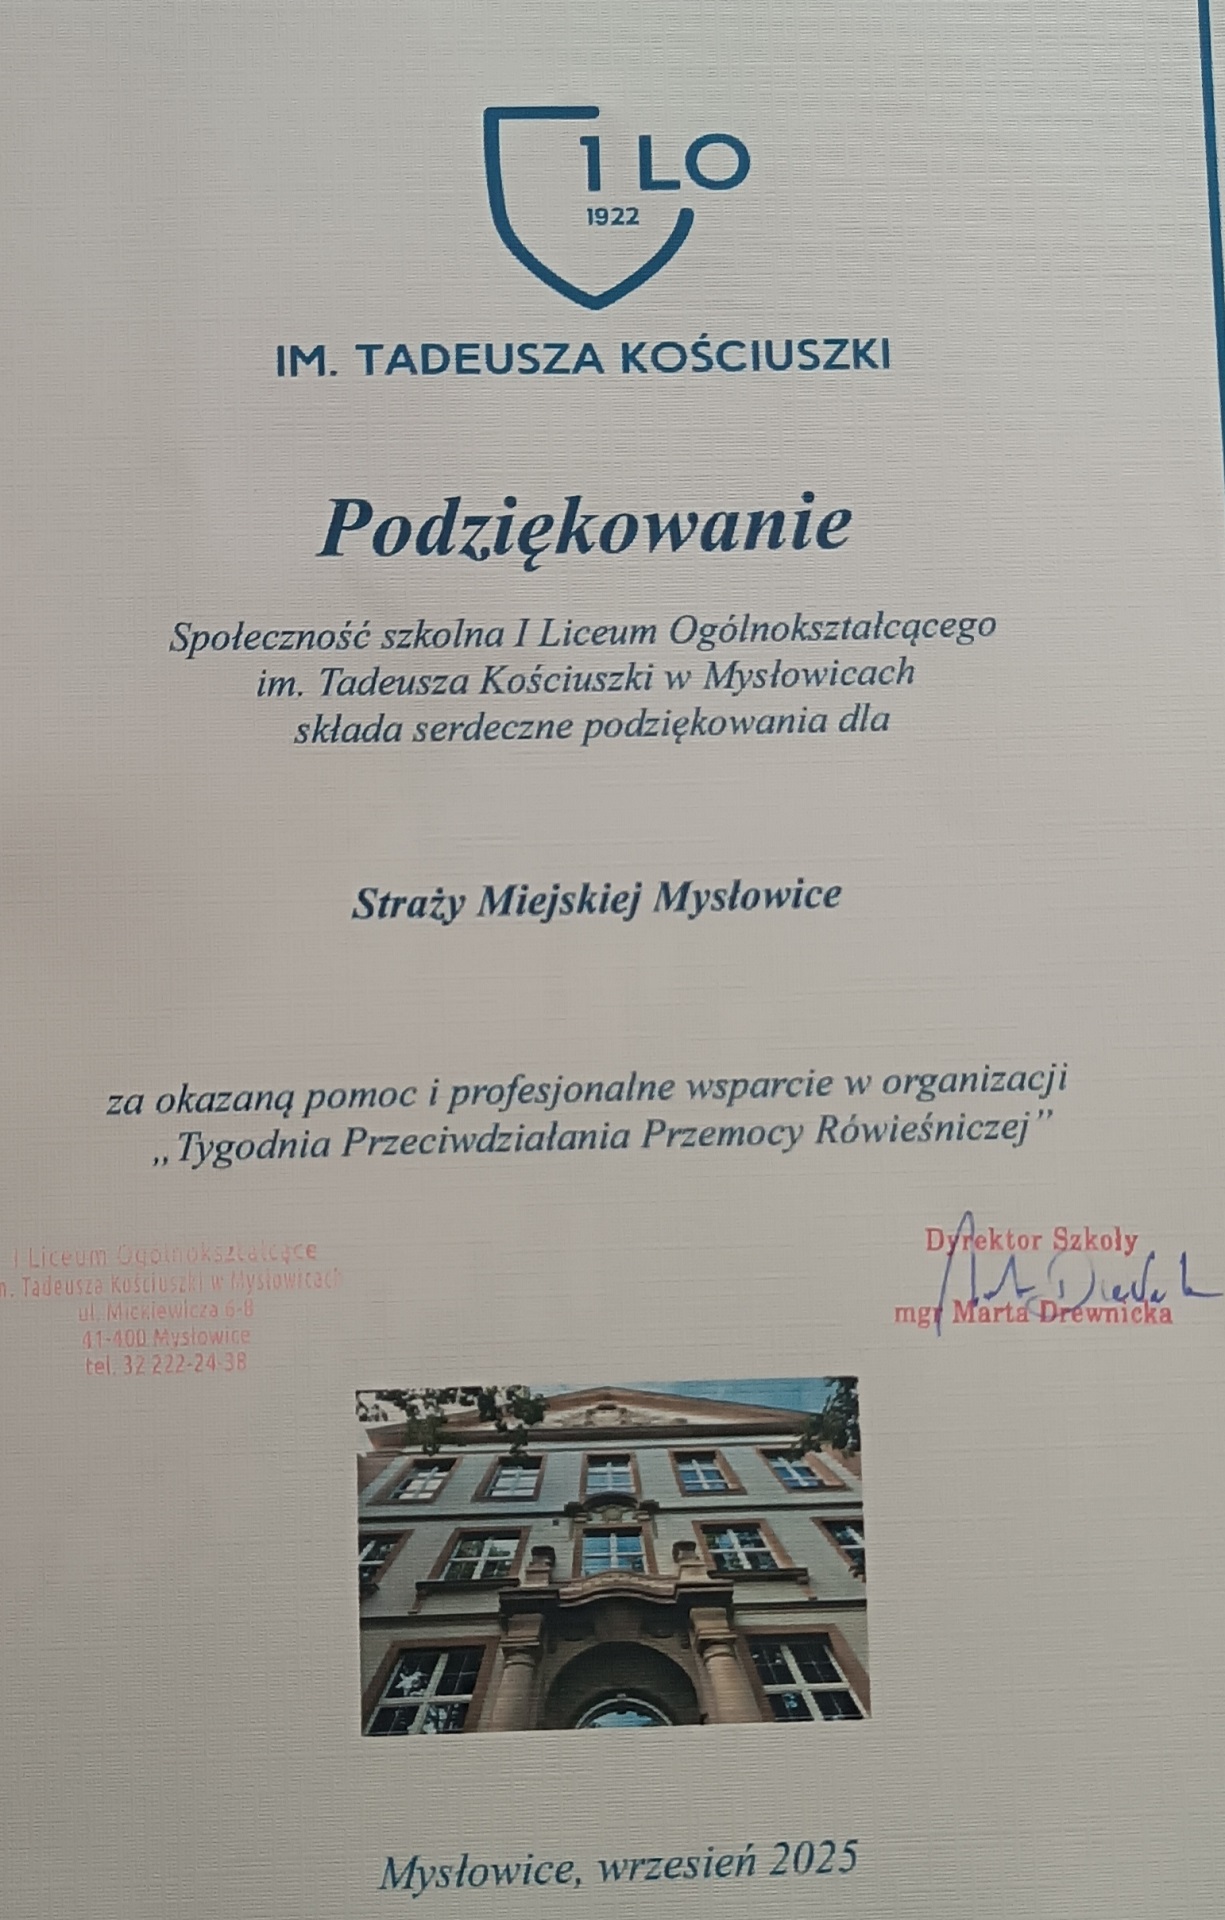 1 LO
1922
IM. TADEUSZA KOŚCIUSZKI
Podziękowanie
Społeczność szkolna I Liceum Ogólnokształcącego
im. Tadeusza Kościuszki w Mysłowicach
składa serdeczne podziękowania dla
Straży Miejskiej Mysłowice
za okazaną pomoc i profesjonalne wsparcie w organizacji
„Tygodnia Przeciwdziałania Przemocy Rówieśniczej”
I Liceum Ogólnokształcące
m. Tadeusza Kościuszki w Mysłowicach
ul. Mickiewicza 6-8
41-400 Mysłowice
tel. 32 222-24-38
Dyrektor Szkoły
mgr Marta Drewnicka
Mysłowice, wrzesień 2025